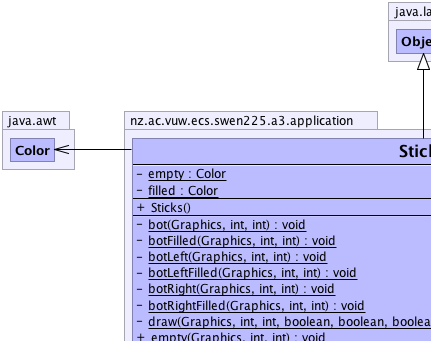 java.la
Obje
java.awt
Color
nz.ac.vuw.ecs.swen225.a3.application
Stick
- empty : Color
- filled : Color
+ Sticks()
- bot(Graphics, int, int) : void
- botFilled(Graphics, int, int) : void
- botLeft(Graphics, int, int) : void
- botLeftFilled(Graphics, int, int) : void
- botRight(Graphics, int, int) : void
- botRightFilled(Graphics, int, int) : void
- draw(Graphics, int, int, boolean, boolean, boolea
+ empty(Graphics, int, int) : void